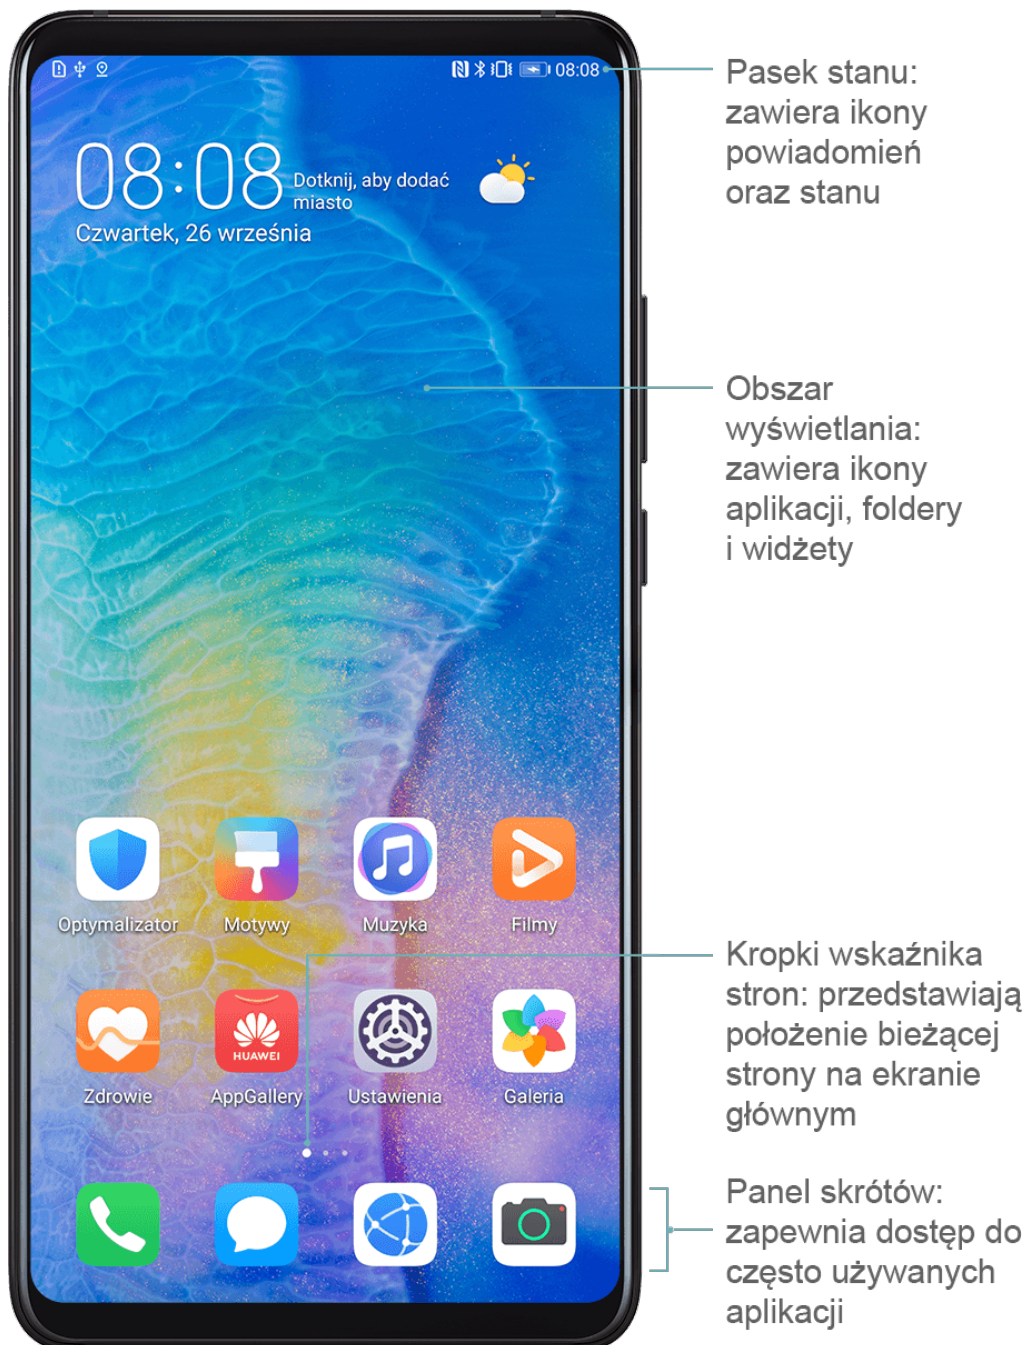 08:08
Pasek stanu:
zawiera ikony
powiadomień
oraz stanu
08:08
Dotknij, aby dodać
miasto
Czwartek, 26 września
Obszar
wyświetlania:
zawiera ikony
aplikacji, foldery
i widżety
Optymalizator
Motywy
Muzyka
Filmy
Kropki wskaźnika
stron: przedstawiają
położenie bieżącej
strony na ekranie
głównym
HUAWEI
Zdrowie
AppGallery
Ustawienia
Galeria
Panel skrótów:
zapewnia dostęp do
często używanych
aplikacji